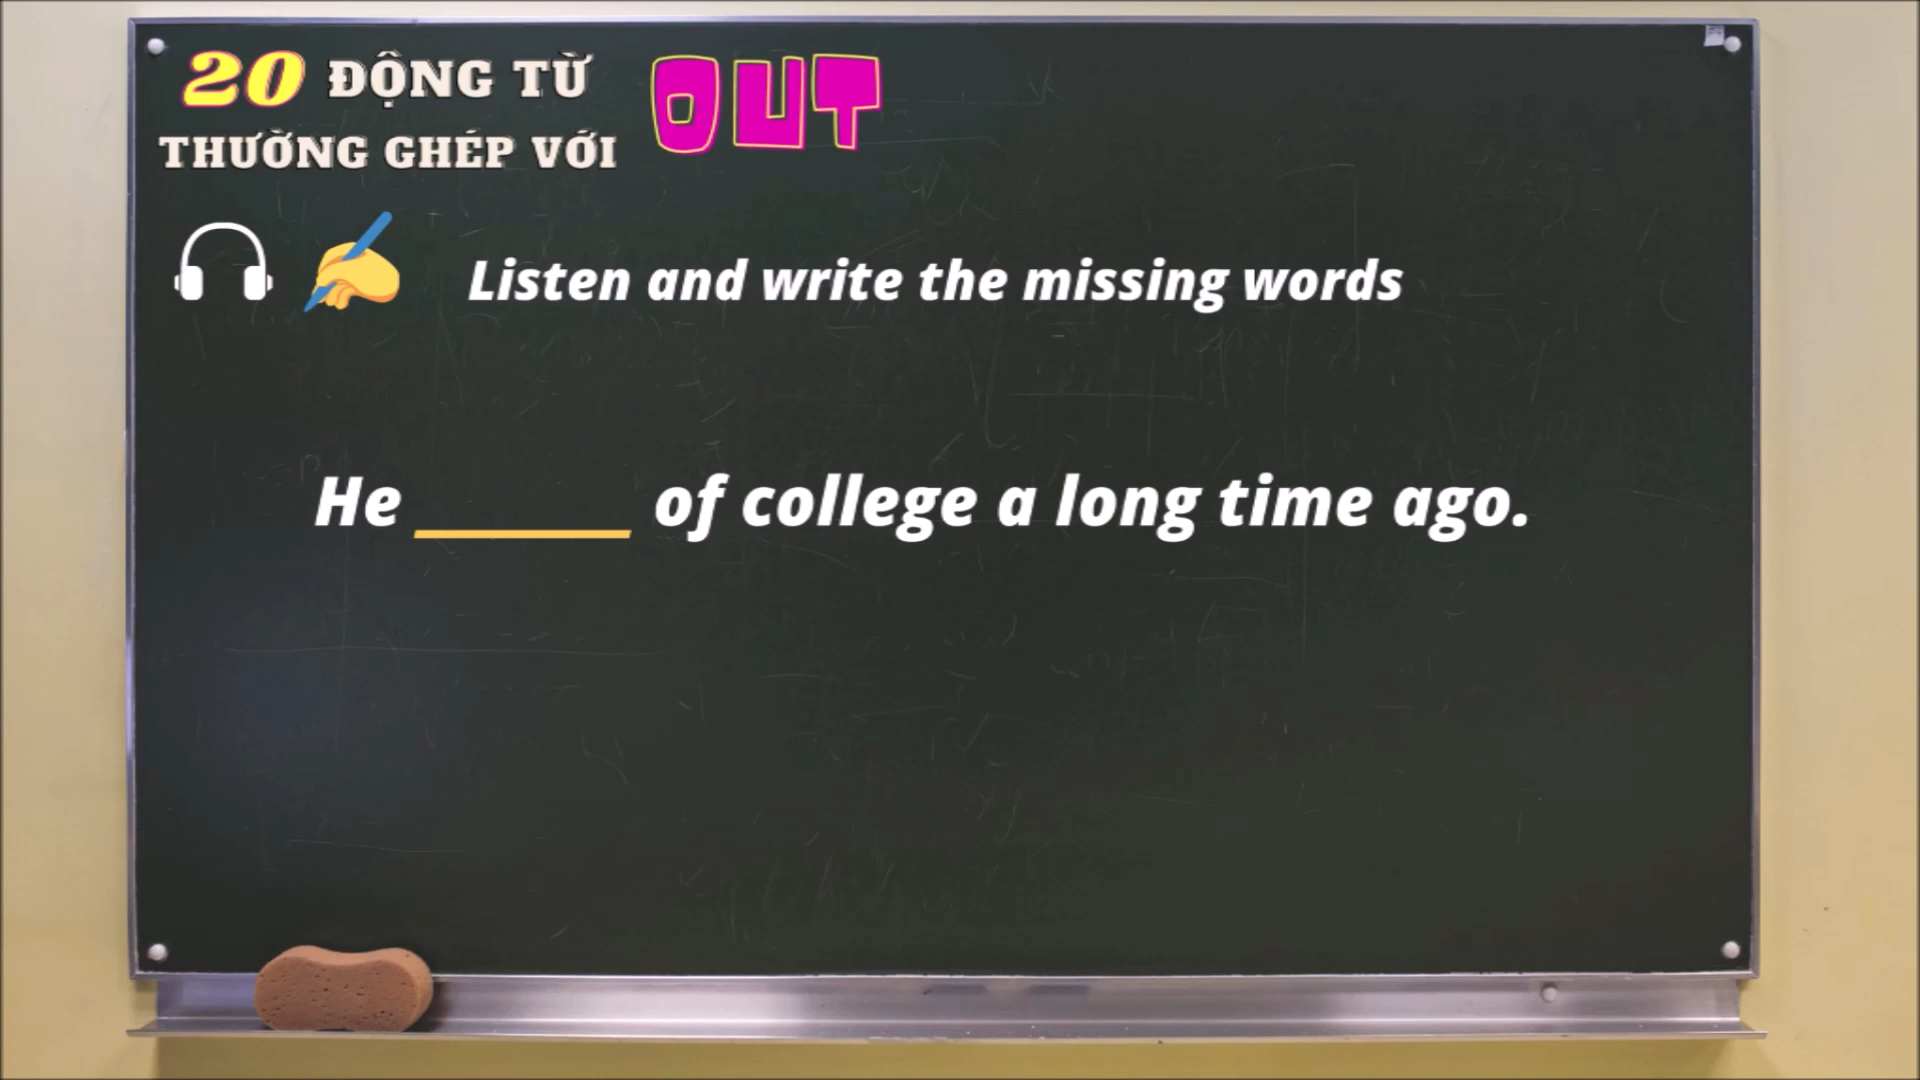 20 ĐỘNG TỪ
THƯỜNG GHÉP VỚI
OUT
Listen and write the missing words
He ______ of college a long time ago.